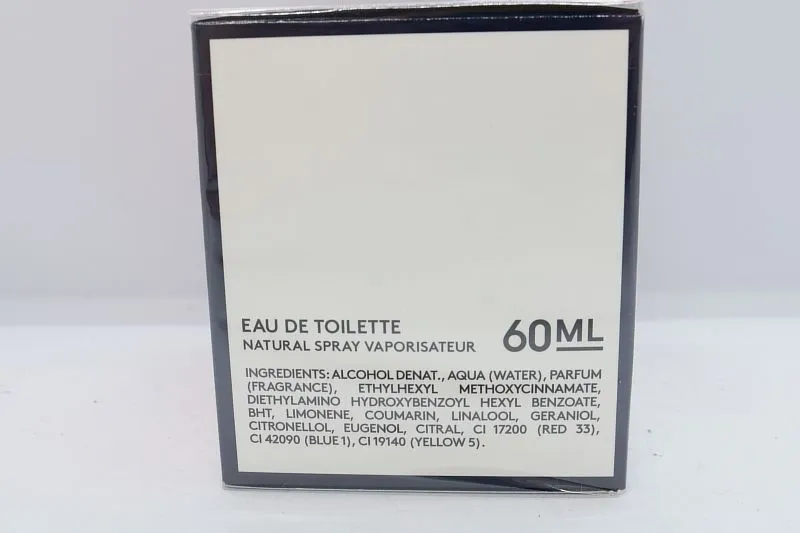 EAU DE TOILETTE
NATURAL SPRAY VAPORISATEUR
60ML
INGREDIENTS: ALCOHOL DENAT., AQUA (WATER), PARFUM
(FRAGRANCE), ETHYLHEXYL METHOXYCINNAMATE,
DIETHYLAMINO HYDROXYBENZOYL HEXYL BENZOATE,
BHT, LIMONENE, COUMARIN, LINALOOL, GERANIOL,
CITRONELLOL, EUGENOL, CITRAL, CI 17200 (RED 33),
CI 42090 (BLUE 1), CI 19140 (YELLOW 5).